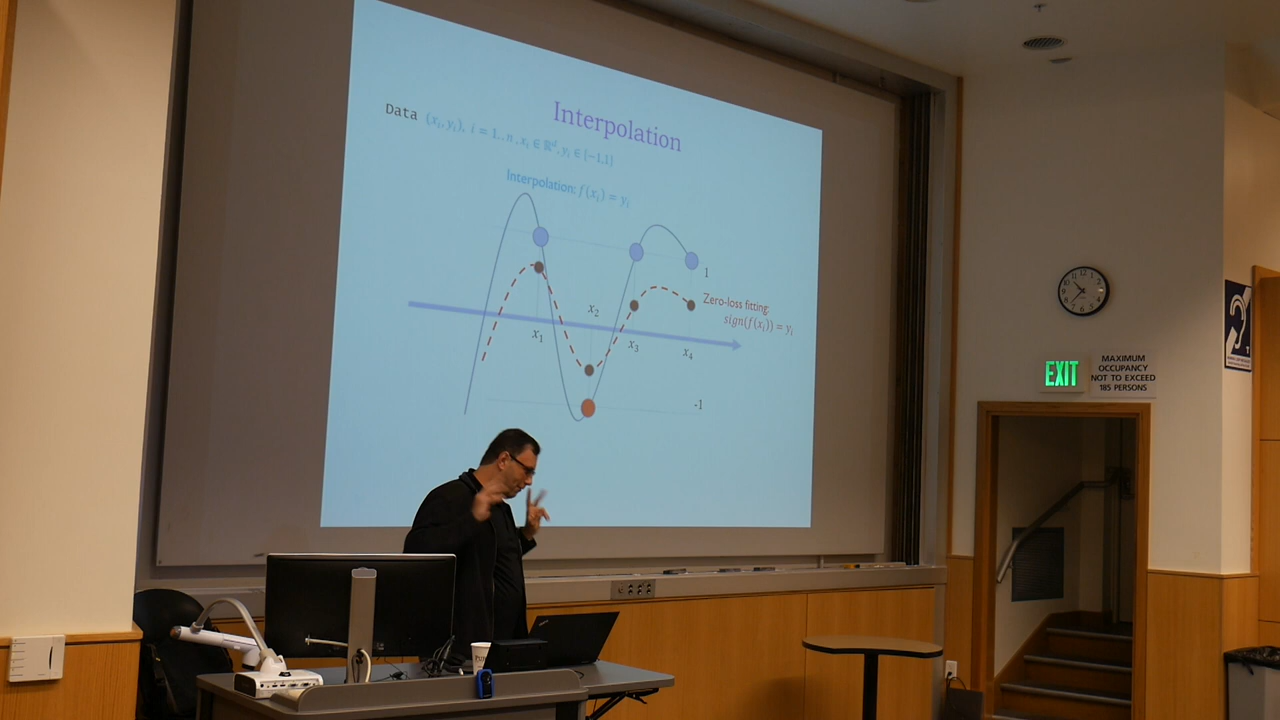 Interpolation
Data (xᵢ, yᵢ), i = 1..n, xᵢ ∈ ℝᵈ, yᵢ ∈ {−1,1}
Interpolation: f(xᵢ) = yᵢ
1
Zero-loss fitting:
sign(f(xᵢ)) = yᵢ
x₂
x₁
x₃
x₄
-1
EXIT
MAXIMUM
OCCUPANCY
NOT TO EXCEED
185 PERSONS